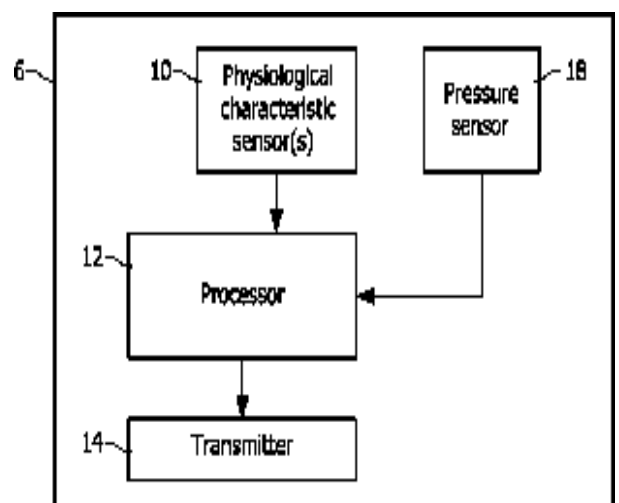 6
10
Physiological
characteristic
sensor(s)
18
Pressure
sensor
12
Processor
14
Transmitter